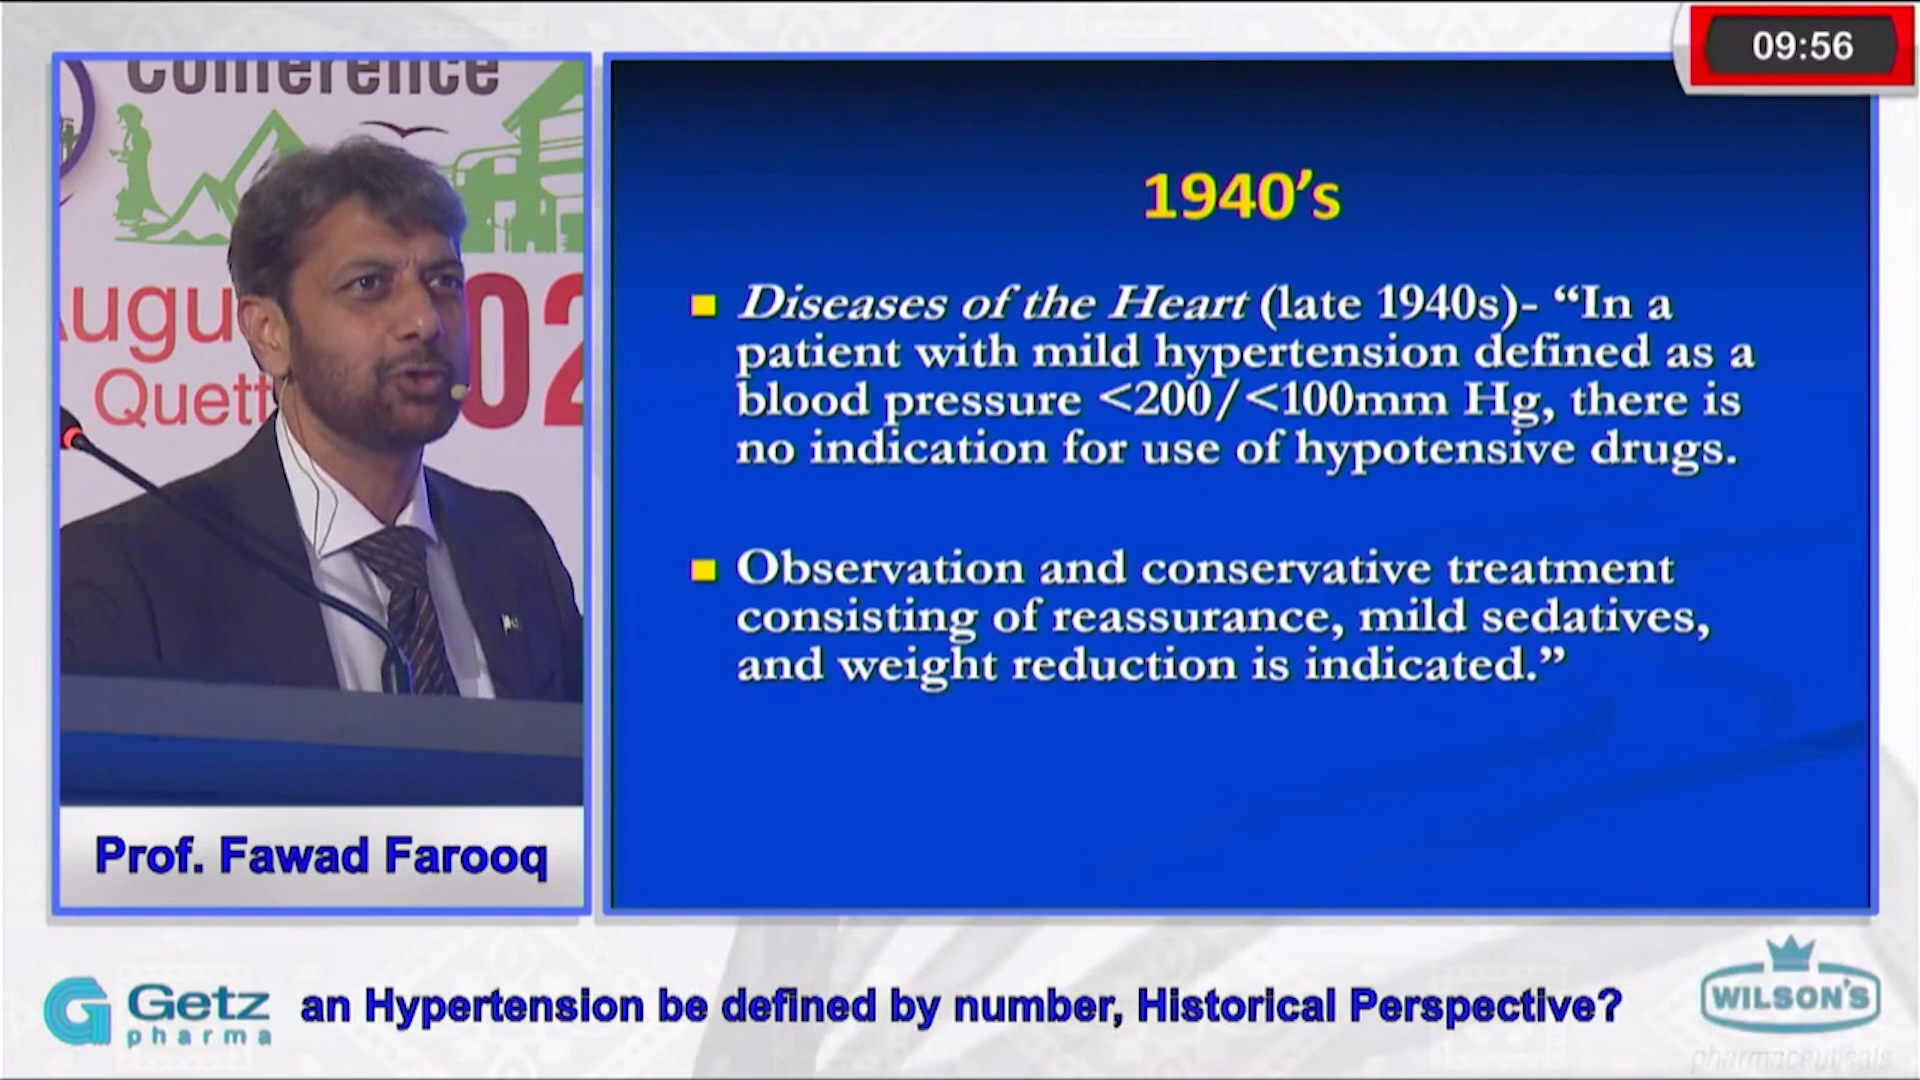 09:56
Conference
Augu
02
Quett
1940’s
Diseases of the Heart (late 1940s)- “In a
patient with mild hypertension defined as a
blood pressure <200/<100mm Hg, there is
no indication for use of hypotensive drugs.
Observation and conservative treatment
consisting of reassurance, mild sedatives,
and weight reduction is indicated.”
Prof. Fawad Farooq
Getz
pharma
an Hypertension be defined by number, Historical Perspective?
WILSON'S
pharmaceuticals